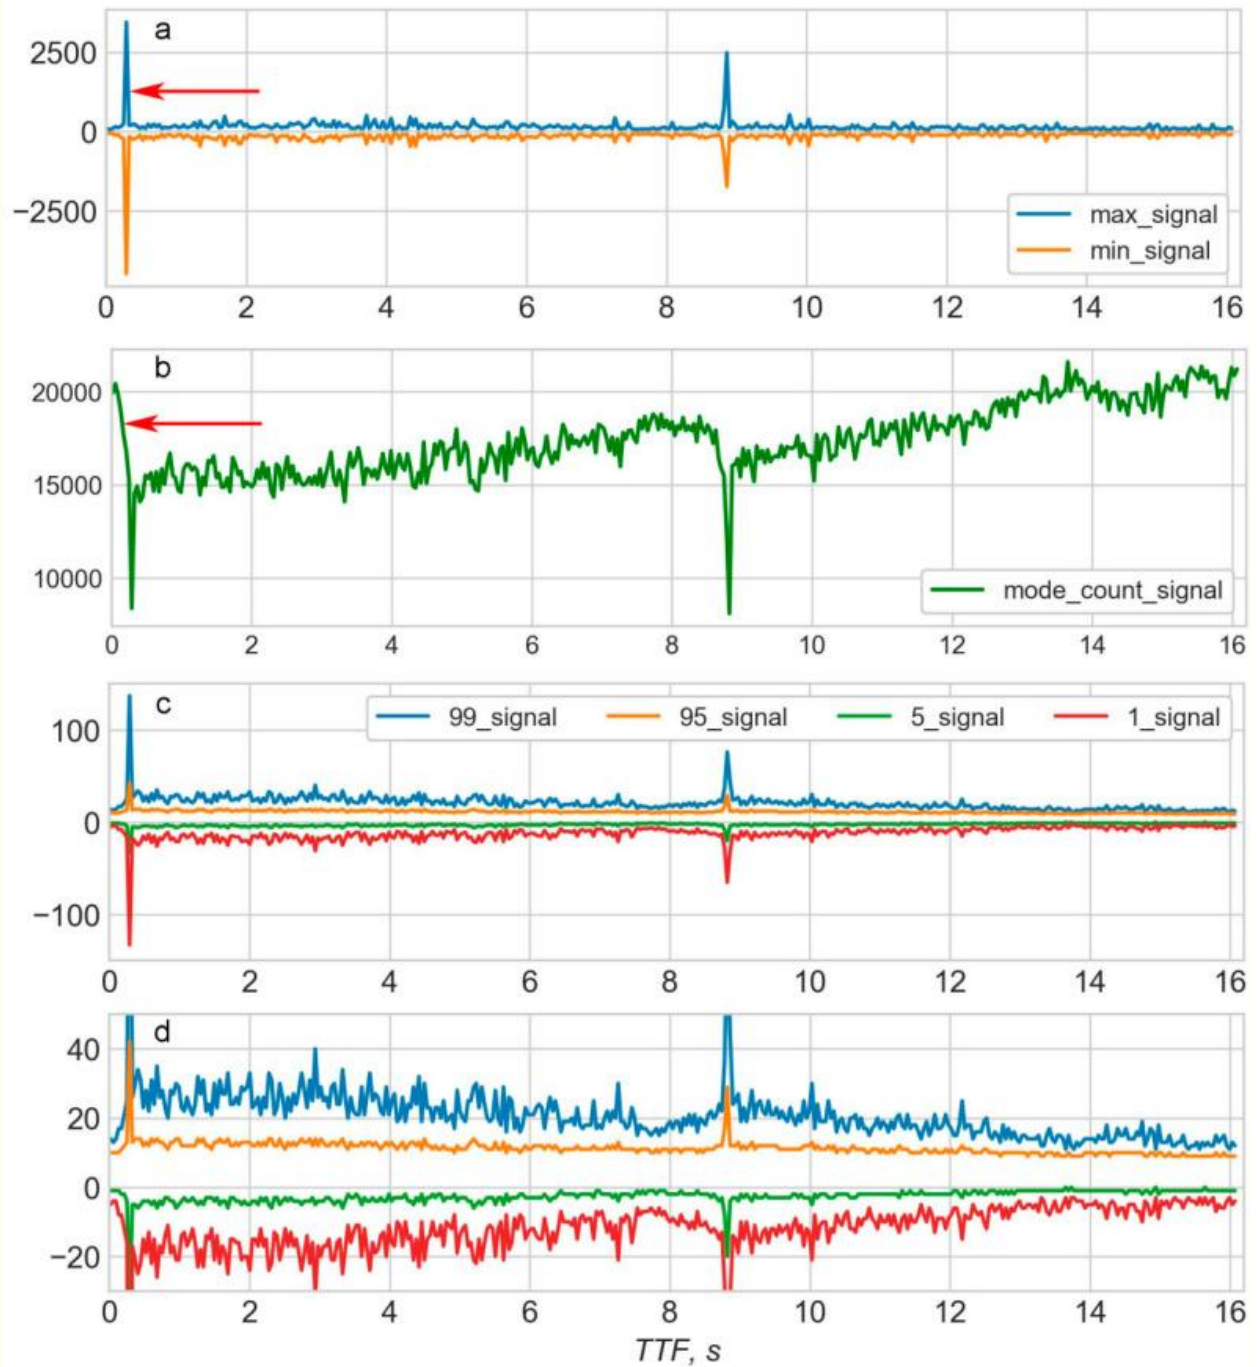 a
2500
0
−2500
max_signal
min_signal
0 2 4 6 8 10 12 14 16
b
20000
15000
10000
mode_count_signal
0 2 4 6 8 10 12 14 16
c
99_signal 95_signal 5_signal 1_signal
100
0
−100
0 2 4 6 8 10 12 14 16
d
40
20
0
−20
0 2 4 6 8 10 12 14 16
TTF, s